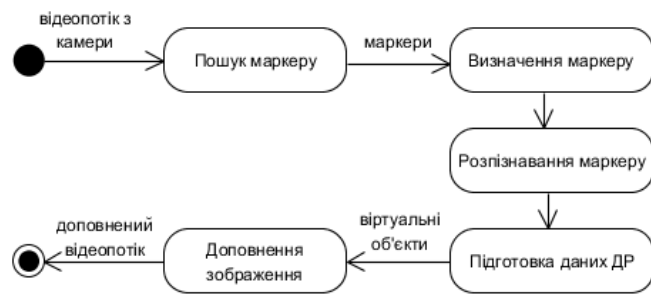 відеопотік з
камери
Пошук маркеру
маркери
Визначення маркеру
Розпізнавання маркеру
доповнений
відеопотік
Доповнення
зображення
віртуальні
об'єкти
Підготовка даних ДР